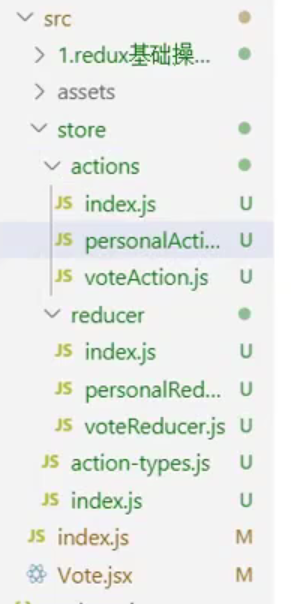 src
1.redux基础操...
assets
store
actions
JS index.js U
JS personalActi... U
JS voteAction.js U
reducer
JS index.js U
JS personalRed... U
JS voteReducer.js U
JS action-types.js U
JS index.js U
JS index.js M
Vote.jsx M